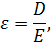 ε = D/E,